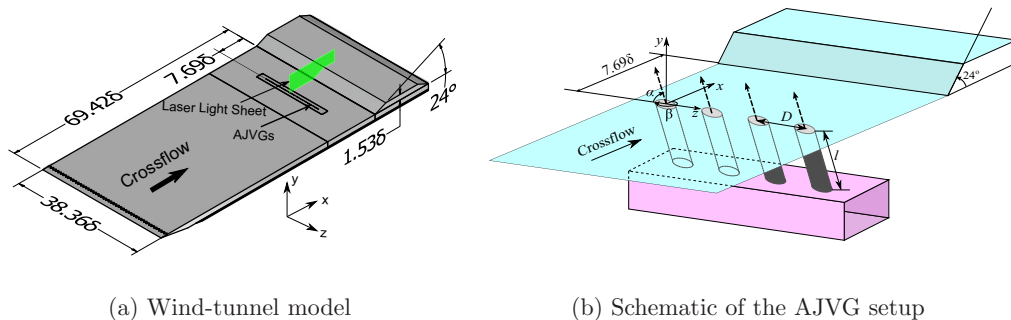 69.42δ
7.69δ
Laser Light Sheet
AJVGs
24°
1.53δ
Crossflow
38.36δ
y
x
z
y
7.69δ
α
x
β
z
D
24°
Crossflow
l
(a) Wind-tunnel model
(b) Schematic of the AJVG setup